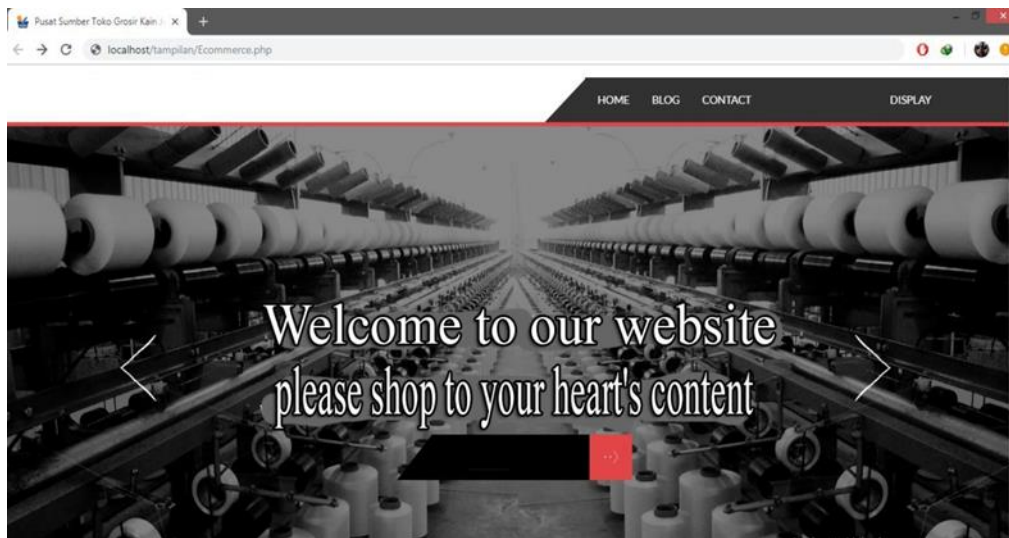 Pusat Sumber Toko Grosir Kain
localhost/tampilan/Ecommerce.php
HOME BLOG CONTACT DISPLAY
Welcome to our website
please shop to your heart's content